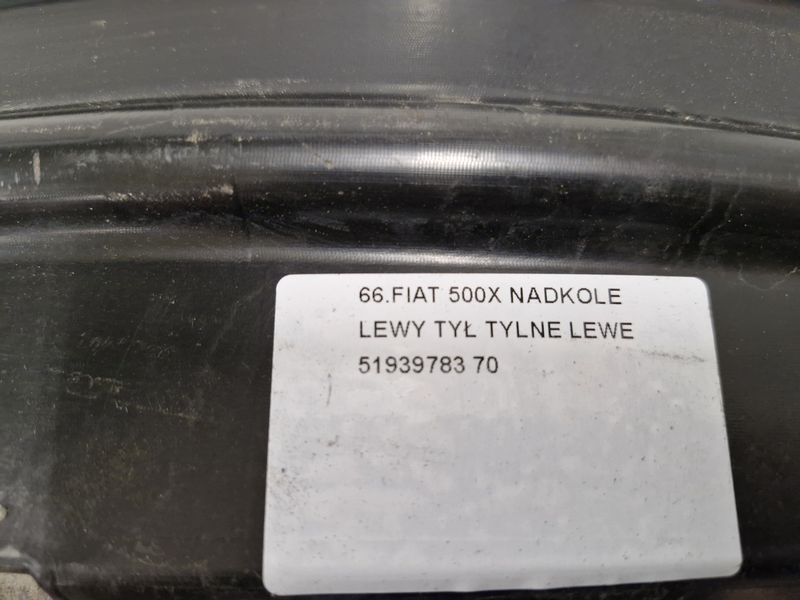 66.FIAT 500X NADKOLE
LEWY TYŁ TYLNE LEWE
51939783 70